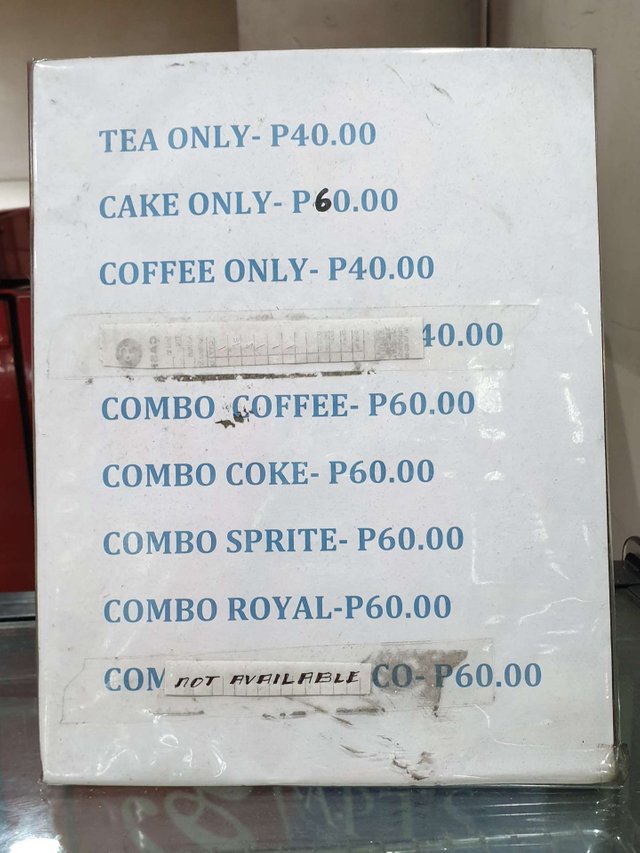 TEA ONLY- P40.00
CAKE ONLY- P60.00
COFFEE ONLY- P40.00
40.00
COMBO COFFEE- P60.00
COMBO COKE- P60.00
COMBO SPRITE- P60.00
COMBO ROYAL-P60.00
COM NOT AVAILABLE CO- P60.00